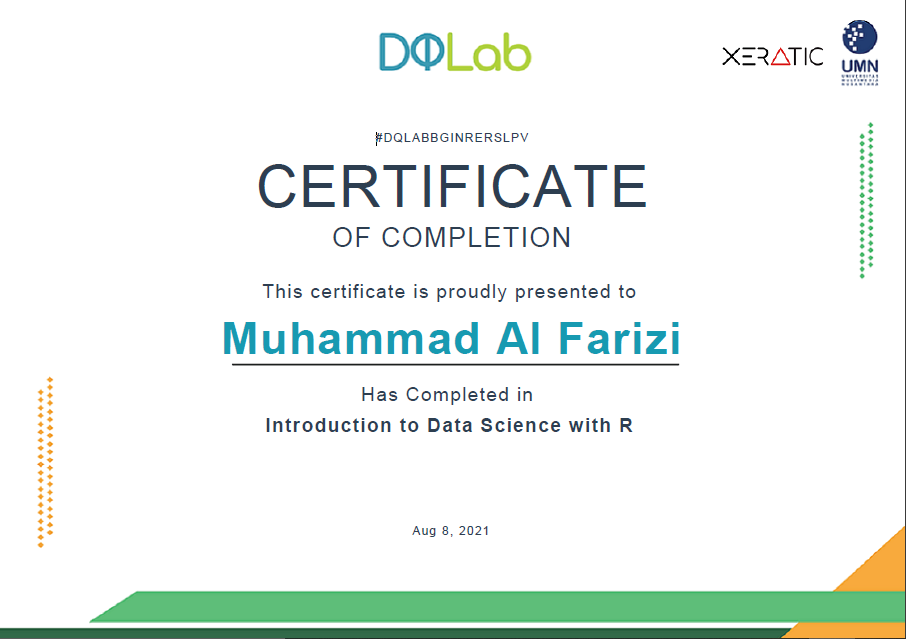 DQLab
XERATIC
UMN
UNIVERSITAS
MULTIMEDIA
NUSANTARA
#DQLABBGINRERSLPV
CERTIFICATE
OF COMPLETION
This certificate is proudly presented to
Muhammad Al Farizi
Has Completed in
Introduction to Data Science with R
Aug 8, 2021